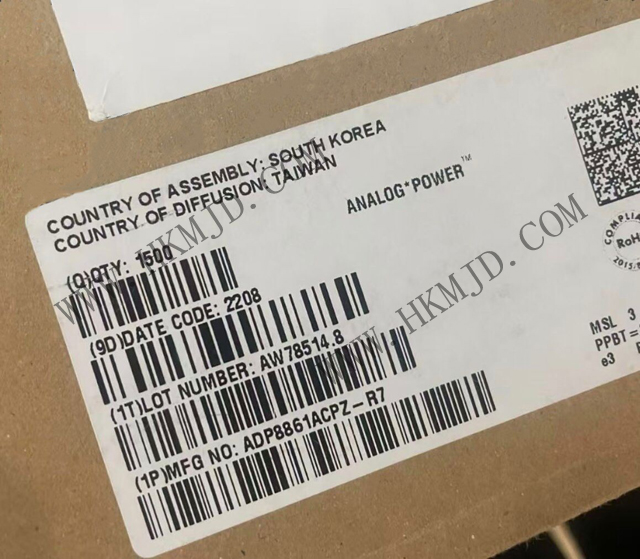 COUNTRY OF ASSEMBLY: SOUTH KOREA
COUNTRY OF DIFFUSION: TAIWAN
ANALOG*POWER™
(Q)QTY: 1500
(9D)DATE CODE: 2208
(1T)LOT NUMBER: AW78514.8
(1P)MFG NO: ADP8861ACPZ-R7
RoHS
MSL 3
PPBT=
e3
WWW.HKMJD.COM
WWW.HKMJD.COM